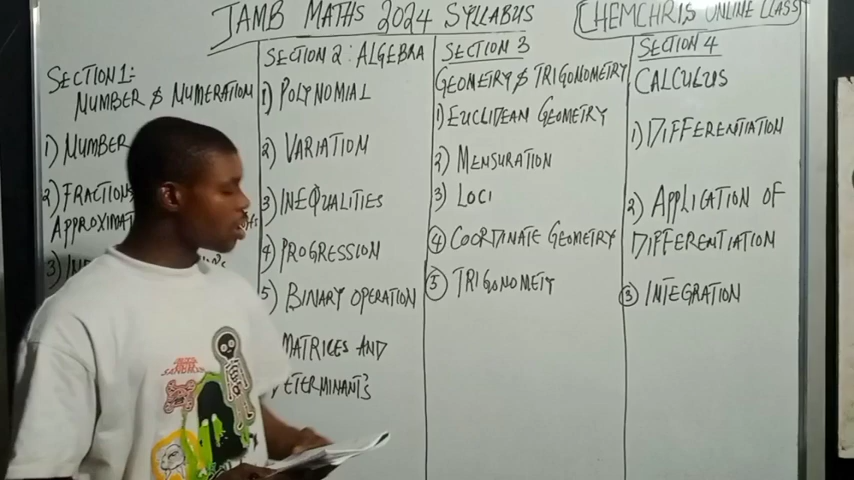 JAMB MATHS 2024 SYLLABUS
CHEMCHRIS ONLINE CLASS
SECTION 1:
NUMBER & NUMERATION
1) NUMBER
2) FRACTION
APPROXIMAT
3) IN
SECTION 2: ALGEBRA
1) POLYNOMIAL
2) VARIATION
3) INEQUALITIES
4) PROGRESSION
5) BINARY OPERATION
MATRICES AND
ETERMINANTS
SECTION 3
GEOMETRY & TRIGONOMETRY
1) EUCLIDEAN GEOMETRY
2) MENSURATION
3) LOCI
4 COORDINATE GEOMETRY
5 TRIGONOMETY
SECTION 4
CALCULUS
1) DIFFERENTIATION
2) APPLICATION OF
DIFFERENTIATION
3 INTEGRATION